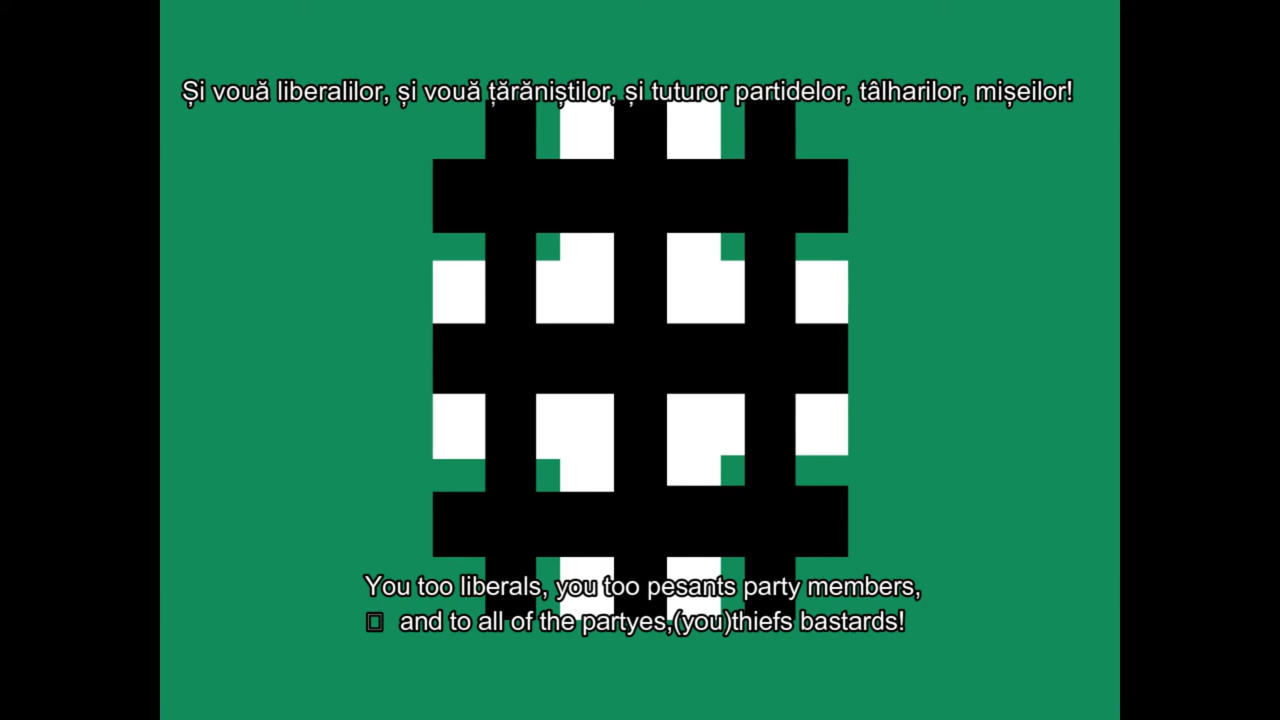 Și vouă liberalilor, și vouă țărăniștilor, și tuturor partidelor, tâlharilor, mișeilor!
You too liberals, you too pesants party members,
and to all of the partyes,(you)thiefs bastards!